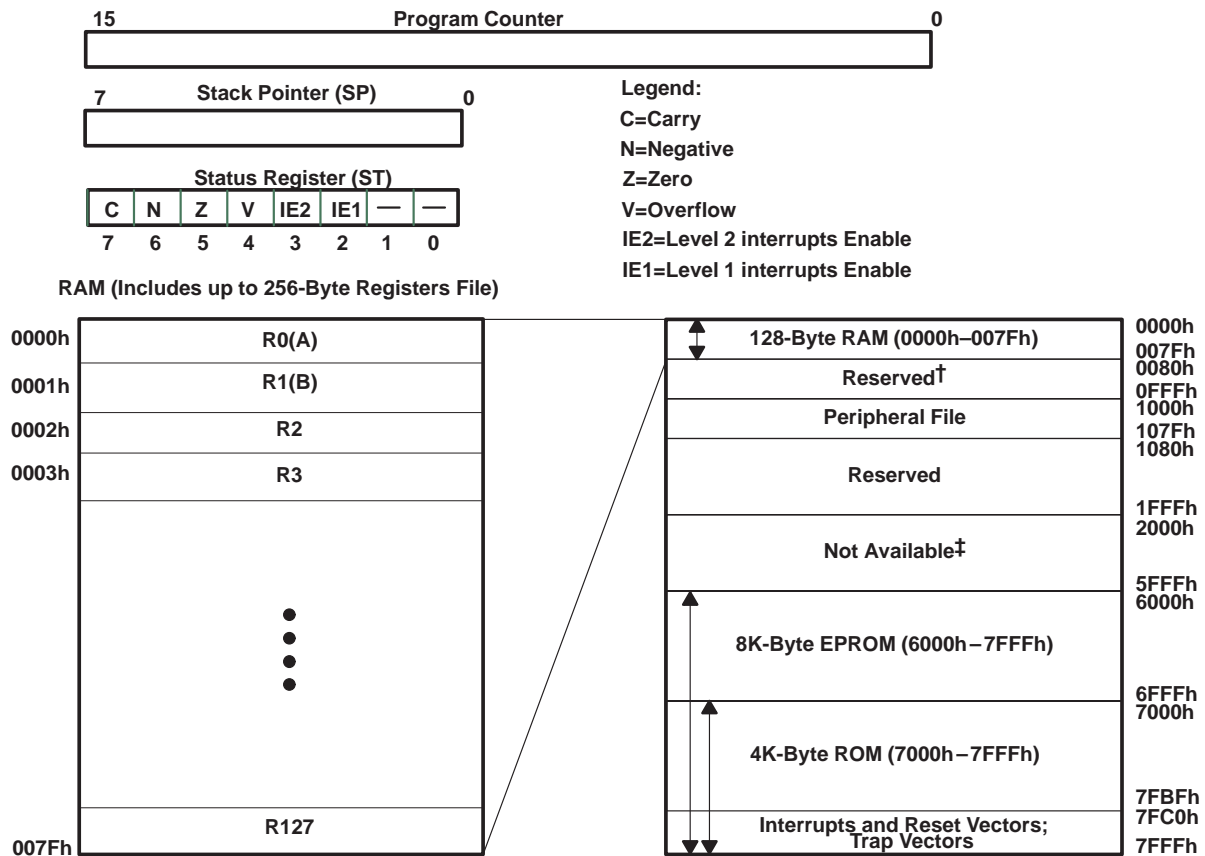 15 Program Counter 0
7 Stack Pointer (SP) 0
Status Register (ST)
C N Z V IE2 IE1 — —
7 6 5 4 3 2 1 0
Legend:
C=Carry
N=Negative
Z=Zero
V=Overflow
IE2=Level 2 interrupts Enable
IE1=Level 1 interrupts Enable
RAM (Includes up to 256-Byte Registers File)
0000h R0(A)
0001h R1(B)
0002h R2
0003h R3
R127
007Fh
128-Byte RAM (0000h–007Fh)
0000h
007Fh
Reserved†
0080h
0FFFh
Peripheral File
1000h
107Fh
Reserved
1080h
1FFFh
Not Available‡
2000h
5FFFh
8K-Byte EPROM (6000h–7FFFh)
6000h
6FFFh
4K-Byte ROM (7000h–7FFFh)
7000h
7FBFh
Interrupts and Reset Vectors;
Trap Vectors
7FC0h
7FFFh